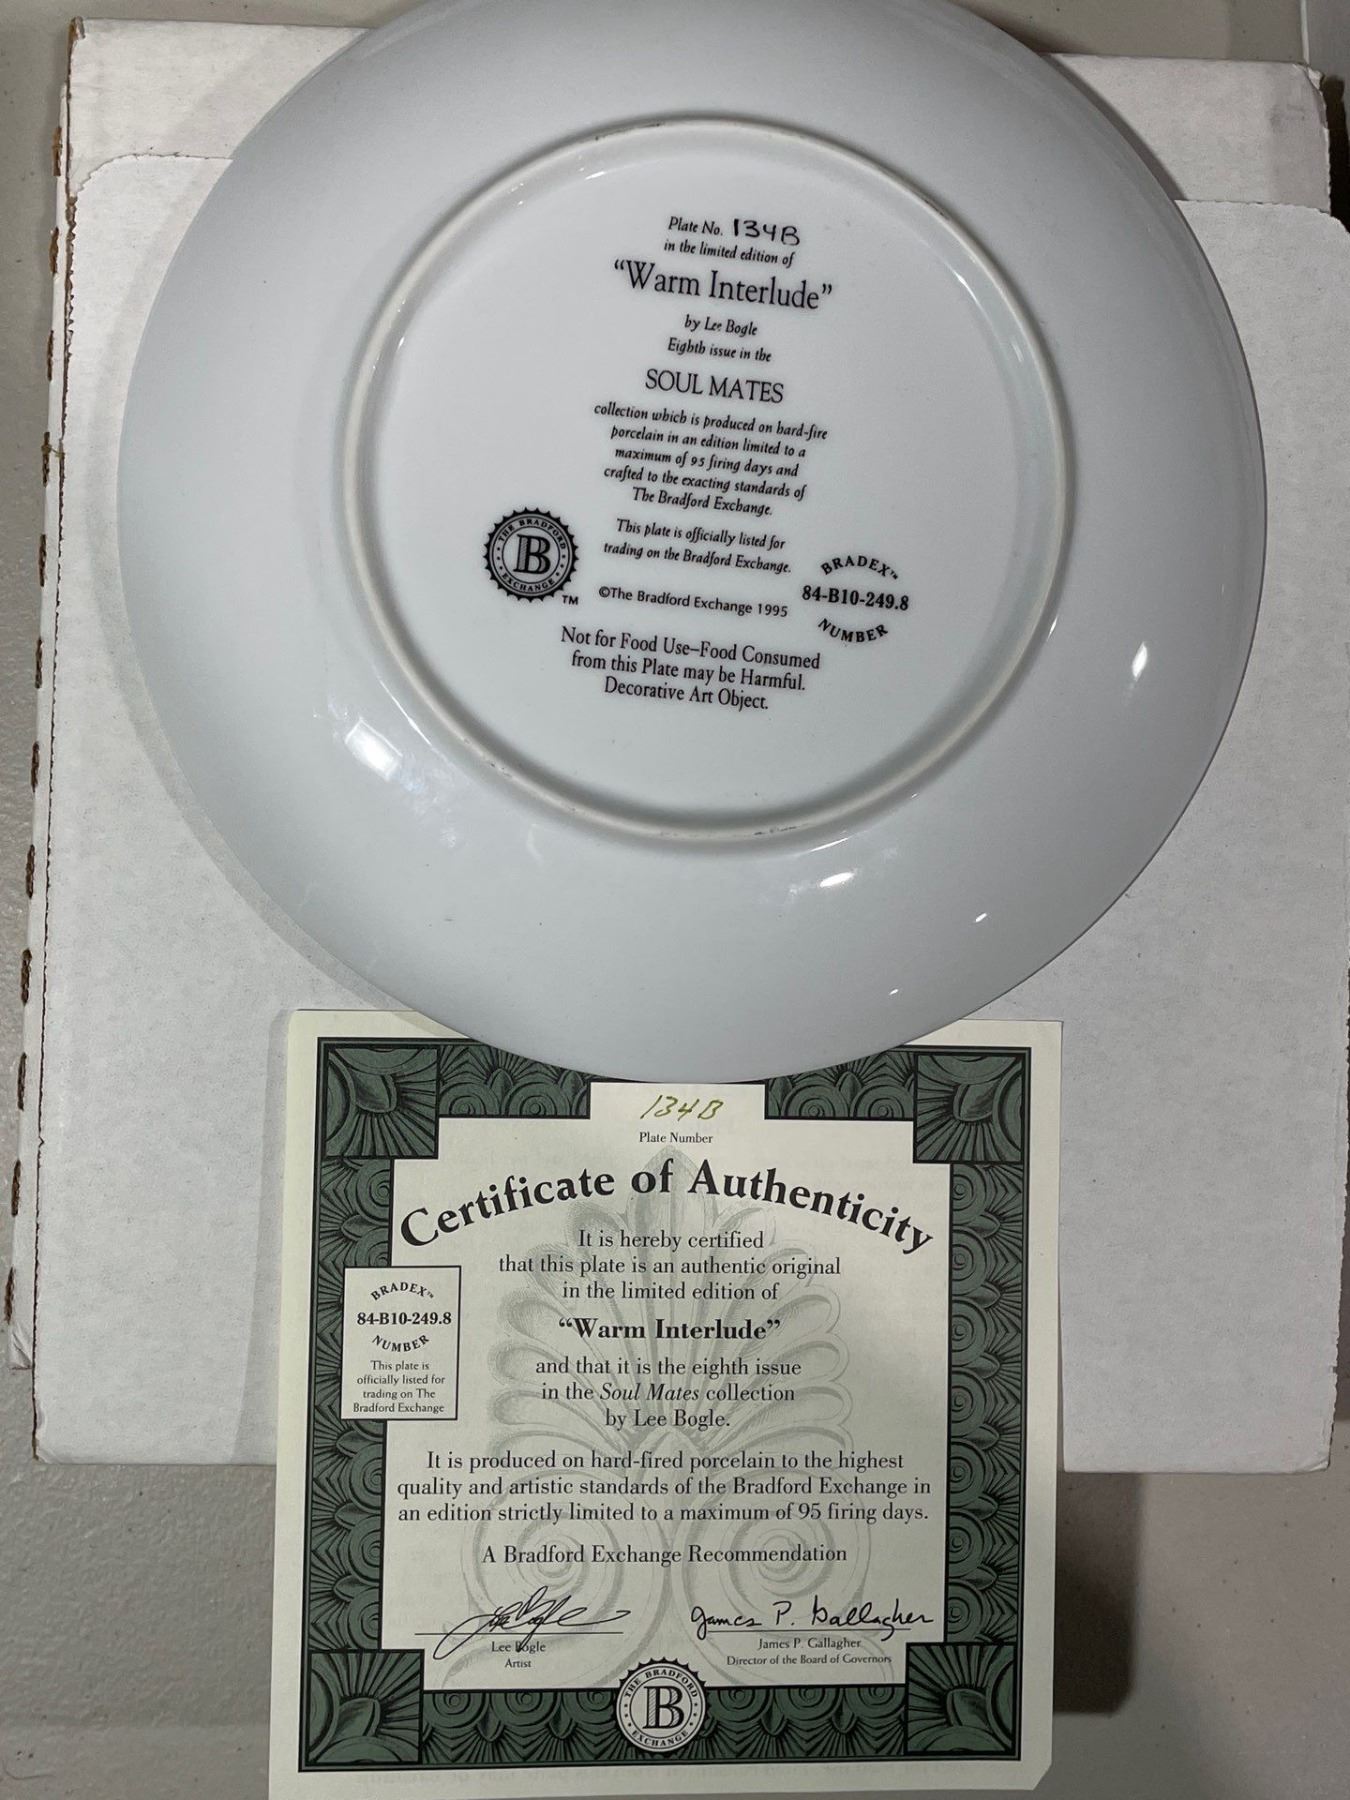 Plate No. 134B
in the limited edition of
“Warm Interlude”
by Lee Bogle
Eighth issue in the
SOUL MATES
collection which is produced on hard-fire
porcelain in an edition limited to a
maximum of 95 firing days and
crafted to the exacting standards of
The Bradford Exchange.
This plate is officially listed for
trading on the Bradford Exchange.
©The Bradford Exchange 1995
THE BRADFORD
B
EXCHANGE
TM
BRADEX™
84-B10-249.8
NUMBER
Not for Food Use–Food Consumed
from this Plate may be Harmful.
Decorative Art Object.
134B
Plate Number
Certificate of Authenticity
It is hereby certified
that this plate is an authentic original
in the limited edition of
“Warm Interlude”
and that it is the eighth issue
in the Soul Mates collection
by Lee Bogle.
BRADEX™
84-B10-249.8
NUMBER
This plate is
officially listed for
trading on The
Bradford Exchange
It is produced on hard-fired porcelain to the highest
quality and artistic standards of the Bradford Exchange in
an edition strictly limited to a maximum of 95 firing days.
A Bradford Exchange Recommendation
Lee Bogle
Lee Bogle
Artist
James P. Gallagher
James P. Gallagher
Director of the Board of Governors
THE BRADFORD
B
EXCHANGE